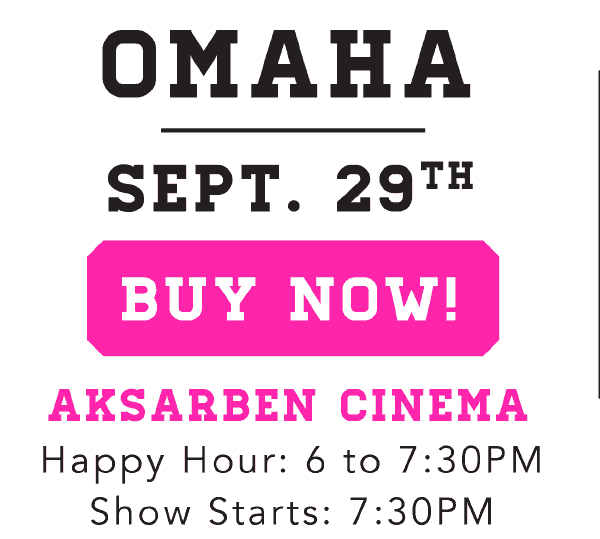 OMAHA
SEPT. 29TH
BUY NOW!
AKSARBEN CINEMA
Happy Hour: 6 to 7:30PM
Show Starts: 7:30PM